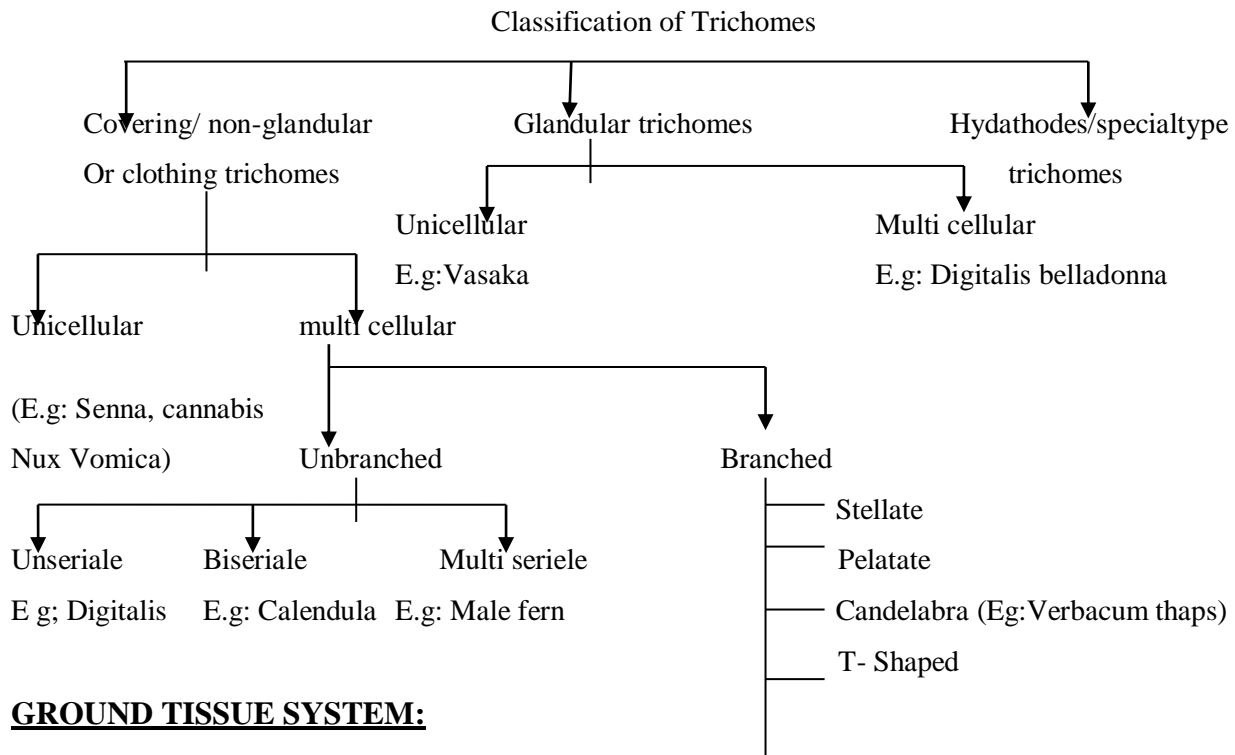 Classification of Trichomes
Covering/ non-glandular
Or clothing trichomes
Glandular trichomes
Hydathodes/specialtype
trichomes
Unicellular
E.g:Vasaka
Multi cellular
E.g: Digitalis belladonna
Unicellular
(E.g: Senna, cannabis
Nux Vomica)
multi cellular
Unbranched
Branched
Unseriale
E g; Digitalis
Biseriale
E.g: Calendula
Multi seriele
E.g: Male fern
Stellate
Pelatate
Candelabra (Eg:Verbacum thaps)
T- Shaped
GROUND TISSUE SYSTEM: